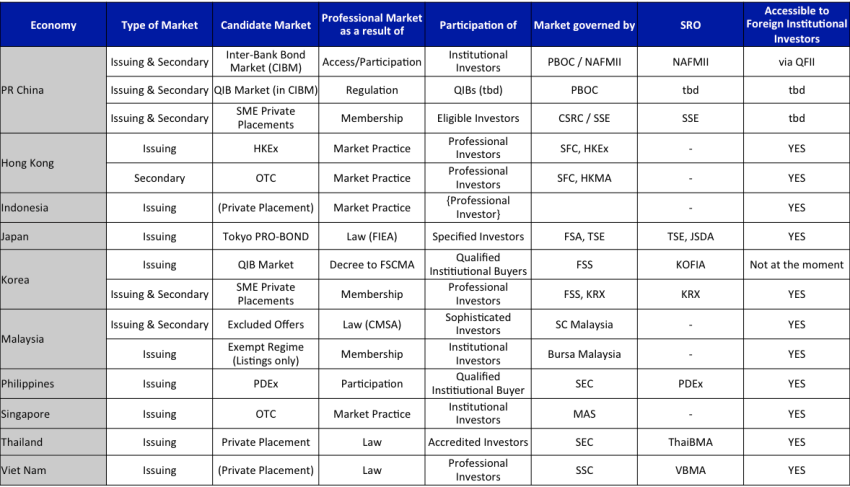 Economy Type of Market Candidate Market Professional Market as a result of Participation of Market governed by SRO Accessible to Foreign Institutional Investors
PR China
Issuing & Secondary Inter-Bank Bond Market (CIBM) Access/Participation Institutional Investors PBOC / NAFMII NAFMII via QFII
Issuing & Secondary QIB Market (in CIBM) Regulation QIBs (tbd) PBOC tbd tbd
Issuing & Secondary SME Private Placements Membership Eligible Investors CSRC / SSE SSE tbd
Hong Kong
Issuing HKEx Market Practice Professional Investors SFC, HKEx - YES
Secondary OTC Market Practice Professional Investors SFC, HKMA - YES
Indonesia Issuing (Private Placement) Market Practice {Professional Investor} - YES
Japan Issuing Tokyo PRO-BOND Law (FIEA) Specified Investors FSA, TSE TSE, JSDA YES
Korea
Issuing QIB Market Decree to FSCMA Qualified Instititutional Buyers FSS KOFIA Not at the moment
Issuing & Secondary SME Private Placements Membership Professional Investors FSS, KRX KRX YES
Malaysia
Issuing & Secondary Excluded Offers Law (CMSA) Sophisticated Investors SC Malaysia - YES
Issuing Exempt Regime (Listings only) Membership Institutional Investors Bursa Malaysia - YES
Philippines Issuing PDEx Participation Qualified Instititutional Buyer SEC PDEx YES
Singapore Issuing OTC Market Practice Institutional Investors MAS - YES
Thailand Issuing Private Placement Law Accredited Investors SEC ThaiBMA YES
Viet Nam Issuing (Private Placement) Law Professional Investors SSC VBMA YES